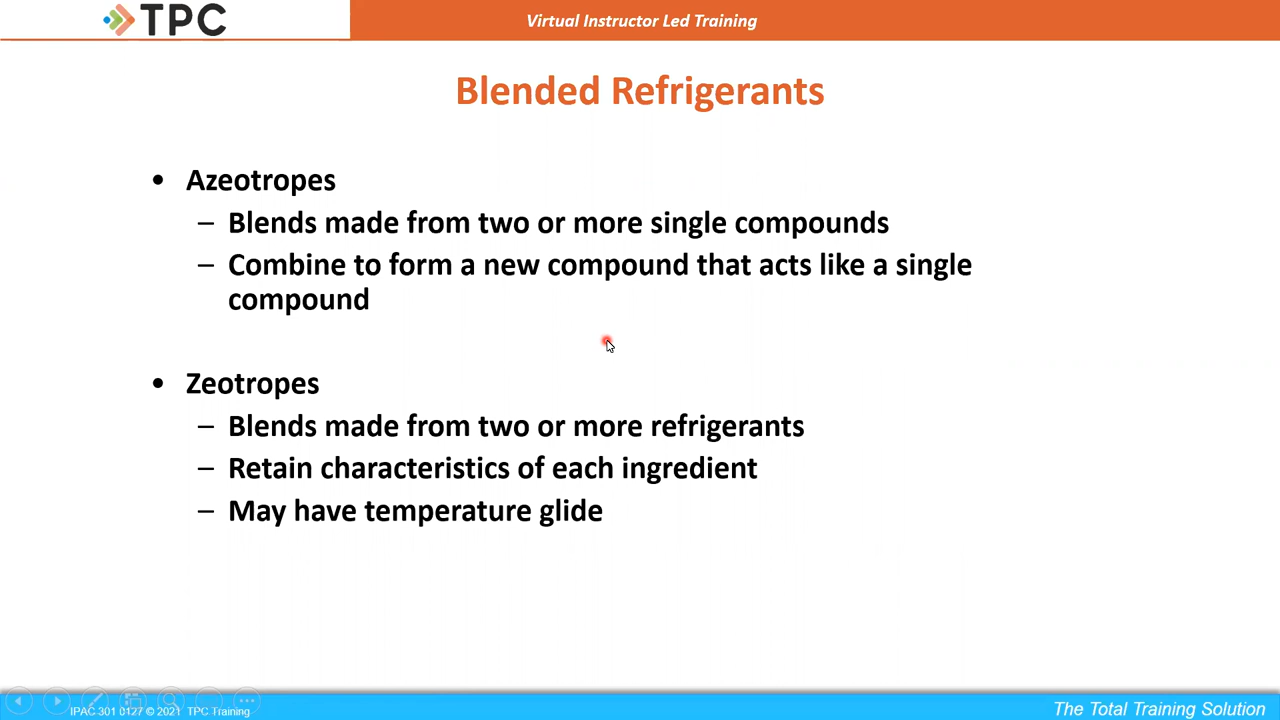 TPC
Virtual Instructor Led Training
Blended Refrigerants
• Azeotropes
– Blends made from two or more single compounds
– Combine to form a new compound that acts like a single
compound
• Zeotropes
– Blends made from two or more refrigerants
– Retain characteristics of each ingredient
– May have temperature glide
IPAC 301 0127 © 2021 TPC Training
The Total Training Solution